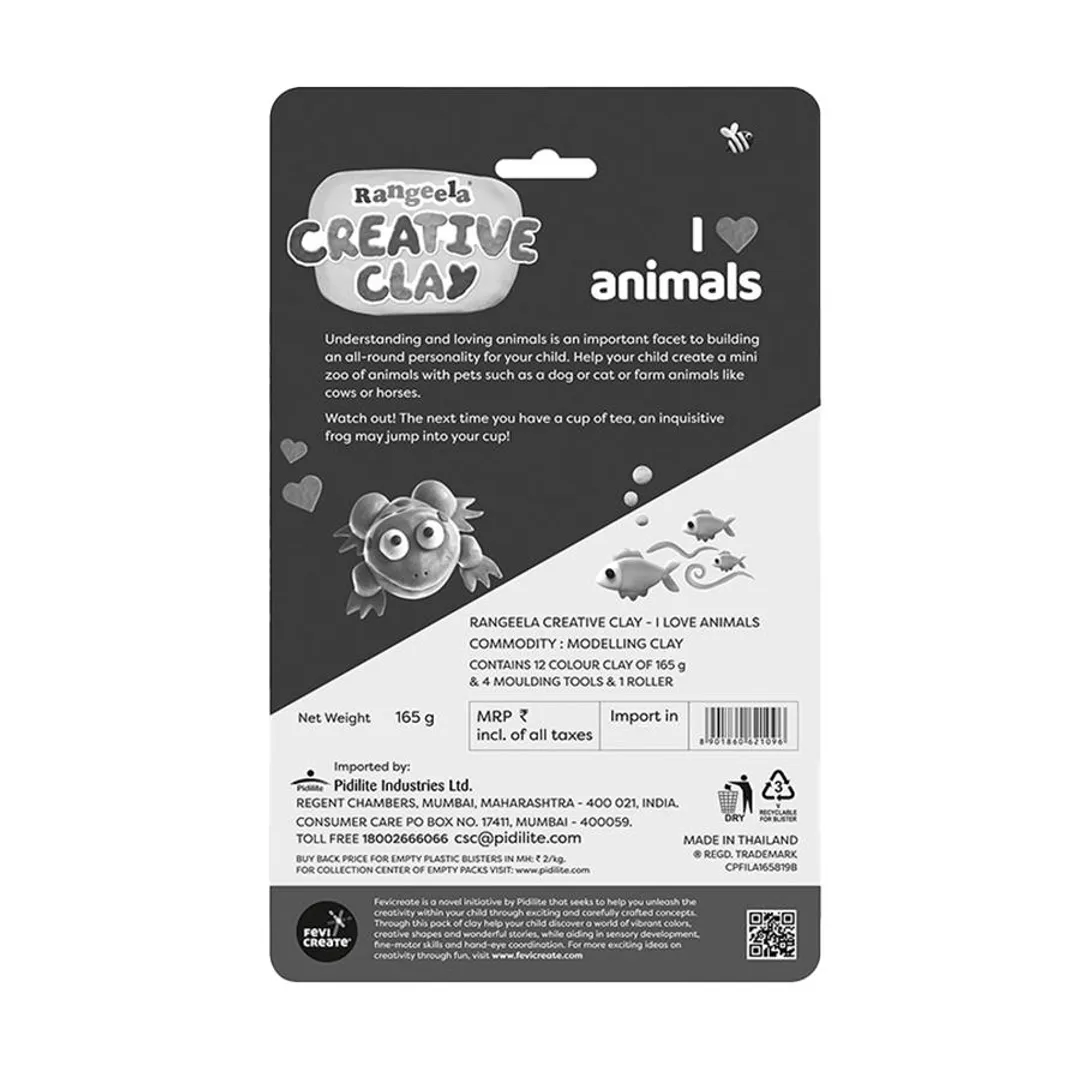 Rangeela®
CREATIVE
CLAY
I
animals
Understanding and loving animals is an important facet to building
an all-round personality for your child. Help your child create a mini
zoo of animals with pets such as a dog or cat or farm animals like
cows or horses.
Watch out! The next time you have a cup of tea, an inquisitive
frog may jump into your cup!
RANGEELA CREATIVE CLAY - I LOVE ANIMALS
COMMODITY : MODELLING CLAY
CONTAINS 12 COLOUR CLAY OF 165 g
& 4 MOULDING TOOLS & 1 ROLLER
Net Weight 165 g
MRP ₹
incl. of all taxes
Import in
8 901860 621096
Imported by:
Pidilite
Pidilite Industries Ltd.
REGENT CHAMBERS, MUMBAI, MAHARASHTRA - 400 021, INDIA.
CONSUMER CARE PO BOX NO. 17411, MUMBAI - 400059.
TOLL FREE 18002666066 csc@pidilite.com
BUY BACK PRICE FOR EMPTY PLASTIC BLISTERS IN MH: ₹ 2/kg.
FOR COLLECTION CENTER OF EMPTY PACKS VISIT: www.pidilite.com
DRY
3
V
RECYCLABLE
FOR BLISTER
MADE IN THAILAND
® REGD. TRADEMARK
CPFILA165819B
FEVI
CREATE®
Fevicreate is a novel initiative by Pidilite that seeks to help you unleash the
creativity within your child through exciting and carefully crafted concepts.
Through this pack of clay help your child discover a world of vibrant colors,
creative shapes and wonderful stories, while aiding in sensory development,
fine-motor skills and hand-eye coordination. For more exciting ideas on
creativity through fun, visit www.fevicreate.com